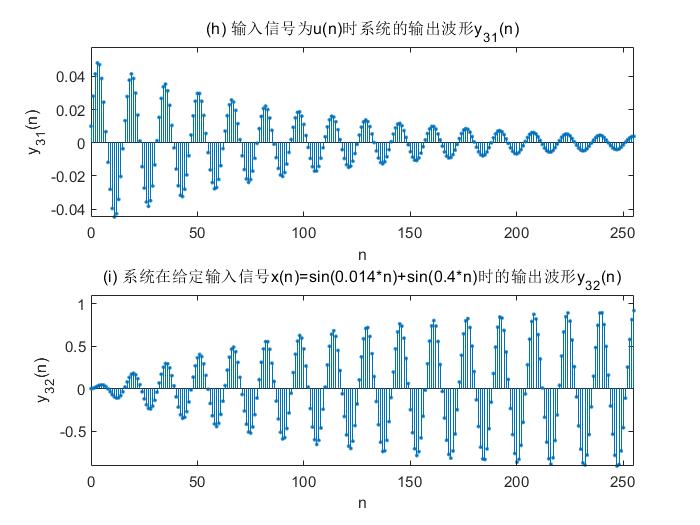 (h) 输入信号为u(n)时系统的输出波形y31(n)
y31(n)
0.04
0.02
0
-0.02
-0.04
0 50 100 150 200 250
n
(i) 系统在给定输入信号x(n)=sin(0.014*n)+sin(0.4*n)时的输出波形y32(n)
y32(n)
1
0.5
0
-0.5
0 50 100 150 200 250
n